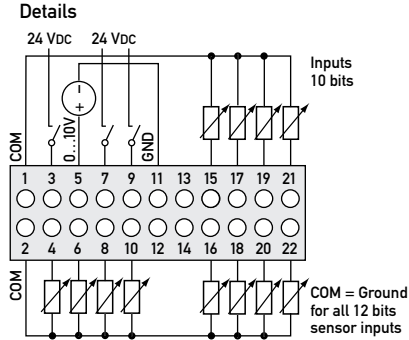 Details
24 VDC 24 VDC
Inputs
10 bits
COM
0...10V
GND
1 3 5 7 9 11 13 15 17 19 21
2 4 6 8 10 12 14 16 18 20 22
COM
COM = Ground
for all 12 bits
sensor inputs